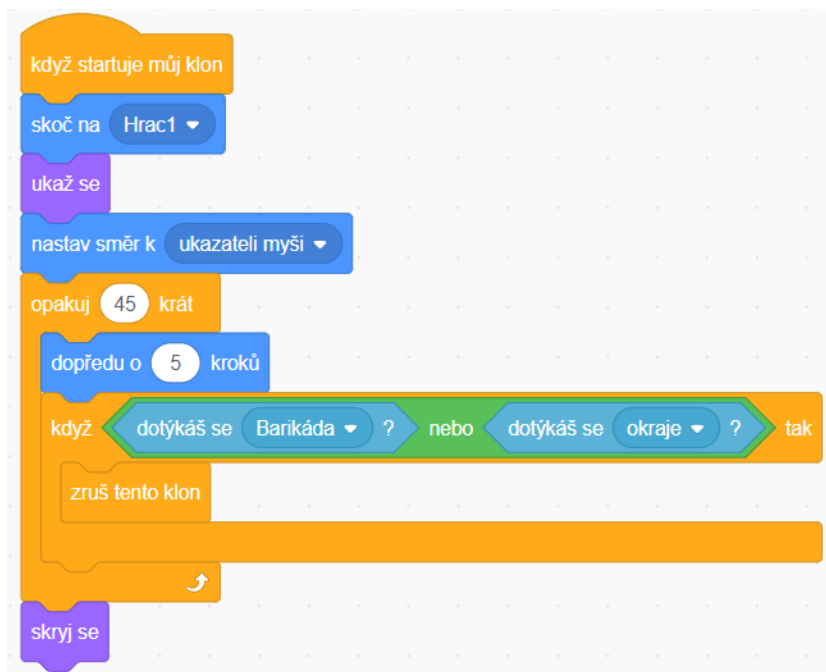 když startuje můj klon
skoč na Hrac1
ukaž se
nastav směr k ukazateli myši
opakuj 45 krát
dopředu o 5 kroků
když dotýkáš se Barikáda ? nebo dotýkáš se okraje ? tak
zruš tento klon
skryj se